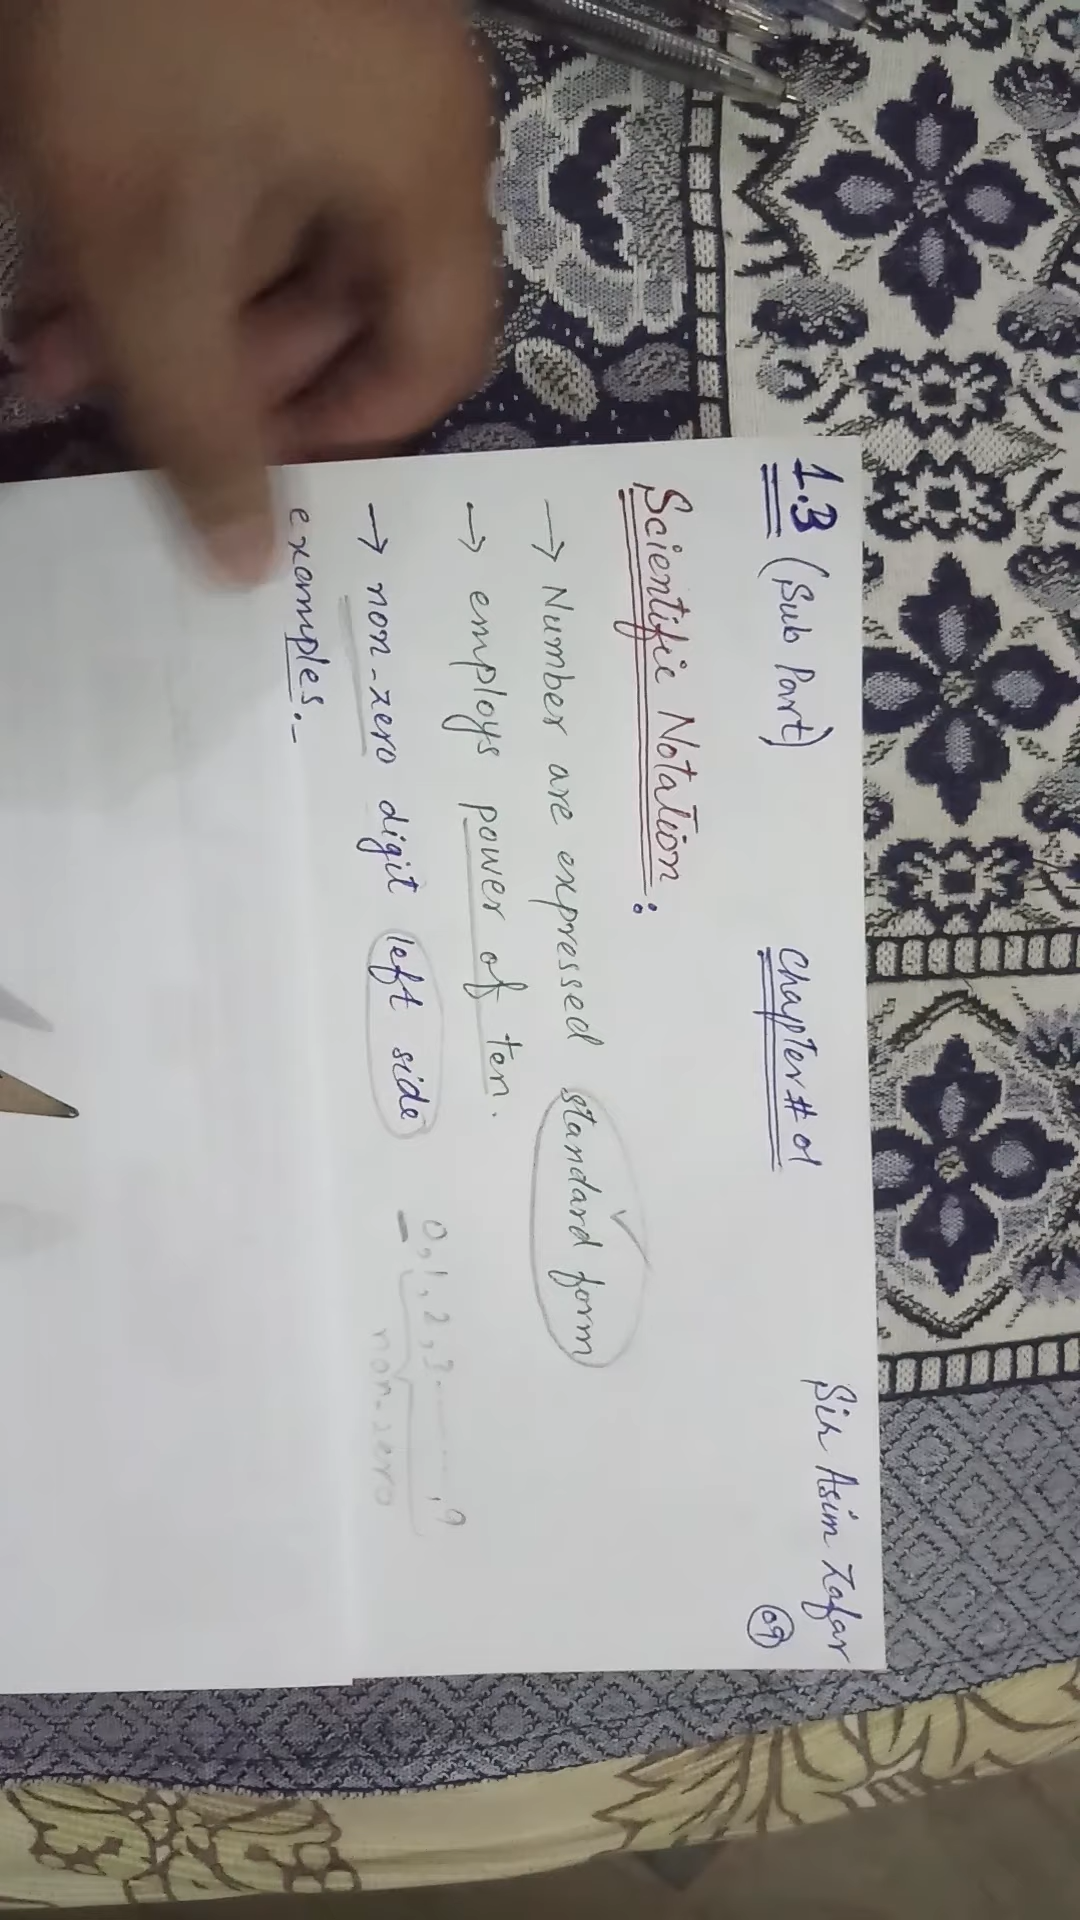 1.3 (Sub Part) Chapter # 01 Sir Asim Zafar
09
Scientific Notation :
→ Number are expressed standard form
→ employs power of ten.
→ non-zero digit left side
0, 1, 2, 3 ------, 9
non-zero
examples:-